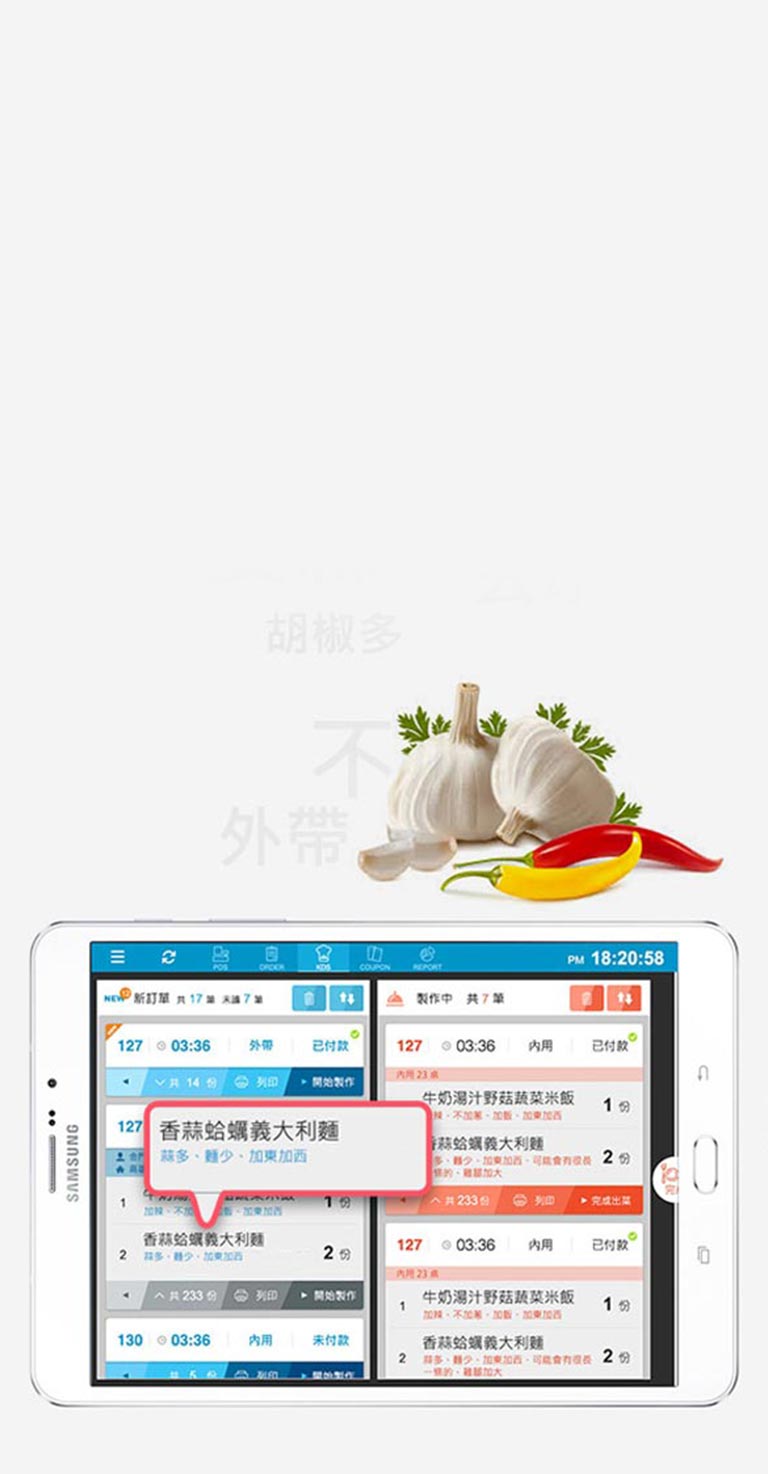 胡椒多
不
外帶
SAMSUNG
POS
ORDER
KDS
COUPON
REPORT
PM 18:20:58
NEW 12 新訂單 共 17 筆 未讀 7 筆
127 03:36 外帶 已付款
共 14 份 列印 開始製作
127
香蒜蛤蠣義大利麵
蒜多、麵少、加東加西
1 1 份
加辣、不加蔥、加飯、加東加西
香蒜蛤蠣義大利麵
2 蒜多、麵少、加東加西 2 份
共 233 份 列印 開始製作
130 03:36 內用 未付款
共 5 份 列印 開始製作
製作中 共 7 筆
127 03:36 內用 已付款
內用 23 桌
牛奶湯汁野菇蔬菜米飯
加辣、不加蔥、加飯、加東加西
1 份
香蒜蛤蠣義大利麵
多、麵少、加東加西、可能會有很長
一條的、雞腿加大
2 份
共 233 份 列印 完成出菜
127 03:36 內用 已付款
內用 23 桌
1 牛奶湯汁野菇蔬菜米飯
加辣、不加蔥、加飯、加東加西
1 份
香蒜蛤蠣義大利麵
2 蒜多、麵少、加東加西、可能會有很長
一條的、雞腿加大
2 份